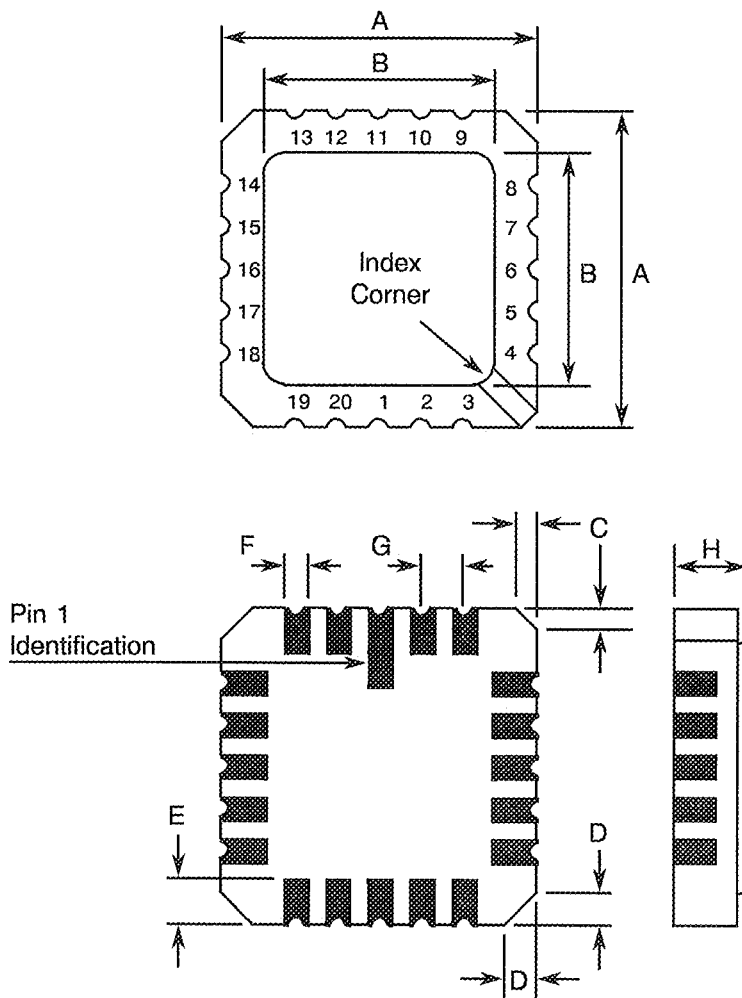 A
B
13 12 11 10 9
14 8
15 7
16 Index 6 B A
17 Corner 5
18 4
19 20 1 2 3
C
F G H
Pin 1
Identification
E D
D